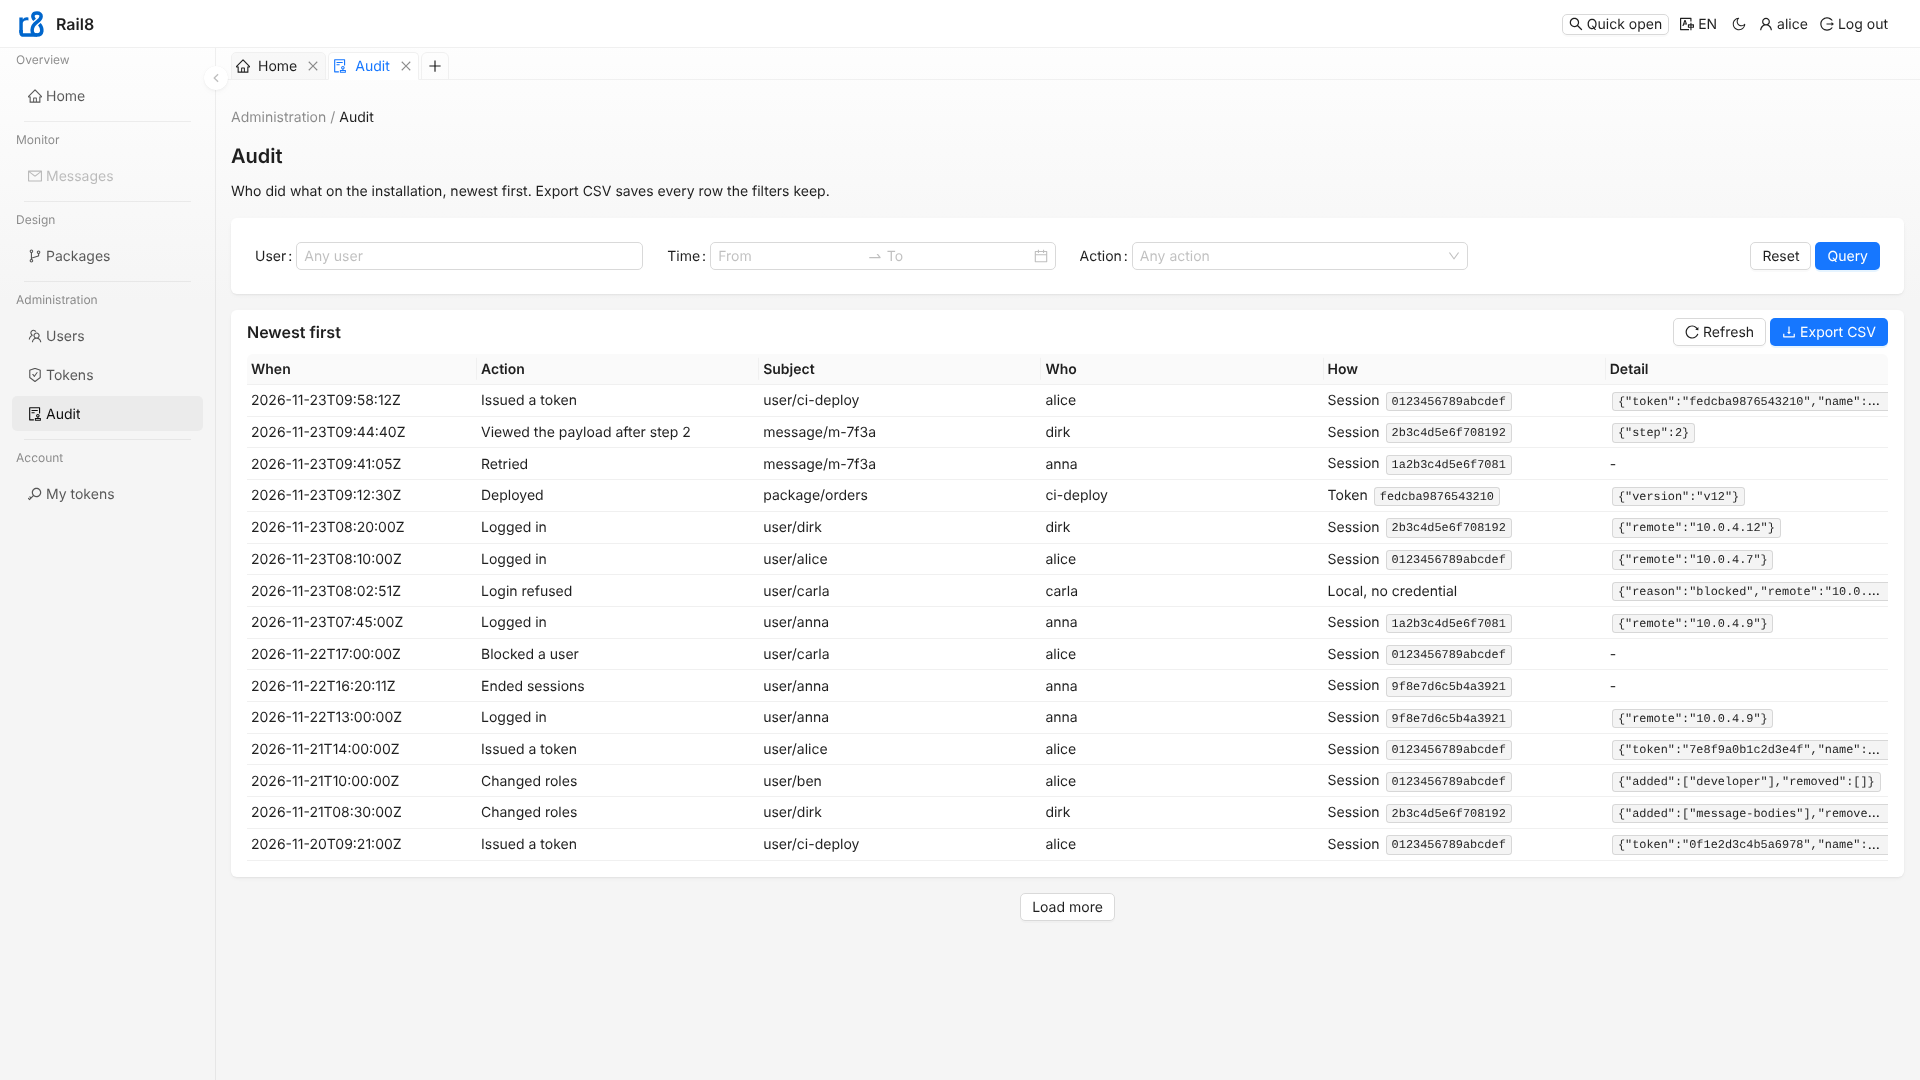 Rail8
Quick open
EN
alice
Log out
Overview
Home
Monitor
Messages
Design
Packages
Administration
Users
Tokens
Audit
Account
My tokens
Home
Audit
Administration / Audit
Audit
Who did what on the installation, newest first. Export CSV saves every row the filters keep.
User: Any user
Time: From → To
Action: Any action
Reset
Query
Newest first
Refresh
Export CSV
When Action Subject Who How Detail
2026-11-23T09:58:12Z Issued a token user/ci-deploy alice Session 0123456789abcdef {"token":"fedcba9876543210","name":...
2026-11-23T09:44:40Z Viewed the payload after step 2 message/m-7f3a dirk Session 2b3c4d5e6f708192 {"step":2}
2026-11-23T09:41:05Z Retried message/m-7f3a anna Session 1a2b3c4d5e6f7081 -
2026-11-23T09:12:30Z Deployed package/orders ci-deploy Token fedcba9876543210 {"version":"v12"}
2026-11-23T08:20:00Z Logged in user/dirk dirk Session 2b3c4d5e6f708192 {"remote":"10.0.4.12"}
2026-11-23T08:10:00Z Logged in user/alice alice Session 0123456789abcdef {"remote":"10.0.4.7"}
2026-11-23T08:02:51Z Login refused user/carla carla Local, no credential {"reason":"blocked","remote":"10.0....
2026-11-23T07:45:00Z Logged in user/anna anna Session 1a2b3c4d5e6f7081 {"remote":"10.0.4.9"}
2026-11-22T17:00:00Z Blocked a user user/carla alice Session 0123456789abcdef -
2026-11-22T16:20:11Z Ended sessions user/anna anna Session 9f8e7d6c5b4a3921 -
2026-11-22T13:00:00Z Logged in user/anna anna Session 9f8e7d6c5b4a3921 {"remote":"10.0.4.9"}
2026-11-21T14:00:00Z Issued a token user/alice alice Session 0123456789abcdef {"token":"7e8f9a0b1c2d3e4f","name":...
2026-11-21T10:00:00Z Changed roles user/ben alice Session 0123456789abcdef {"added":["developer"],"removed":[]}
2026-11-21T08:30:00Z Changed roles user/dirk dirk Session 2b3c4d5e6f708192 {"added":["message-bodies"],"remove...
2026-11-20T09:21:00Z Issued a token user/ci-deploy alice Session 0123456789abcdef {"token":"0f1e2d3c4b5a6978","name":...
Load more